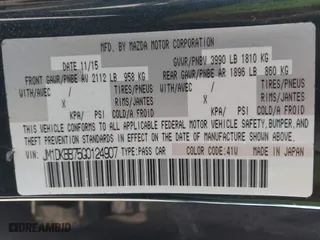 MFD. BY MAZDA MOTOR CORPORATION
DATE 11/15 GVWR/PNBV 3990 LB 1810 KG
FRONT GAWR/PNBE AV 2112 LB 958 KG REAR GAWR/PNBE AR 1896 LB 860 KG
WITH/AVEC / TIRES/PNEUS WITH/AVEC / TIRES/PNEUS
X RIMS/JANTES X RIMS/JANTES
KPA/ PSI COLD/A FROID KPA/ PSI COLD/A FROID
THIS VEHICLE CONFORMS TO ALL APPLICABLE FEDERAL MOTOR VEHICLE SAFETY, BUMPER, AND
THEFT PREVENTION STANDARDS IN EFFECT ON THE DATE OF MANUFACTURE SHOWN ABOVE.
JM1DKBB75G0124907 TYPE:PASS CAR COLOR:41W MADE IN JAPAN
DREAMBID